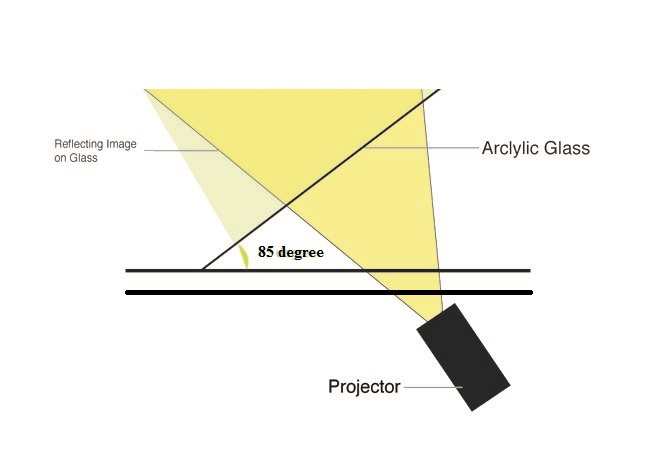 Reflecting Image
on Glass
Arclylic Glass
85 degree
Projector